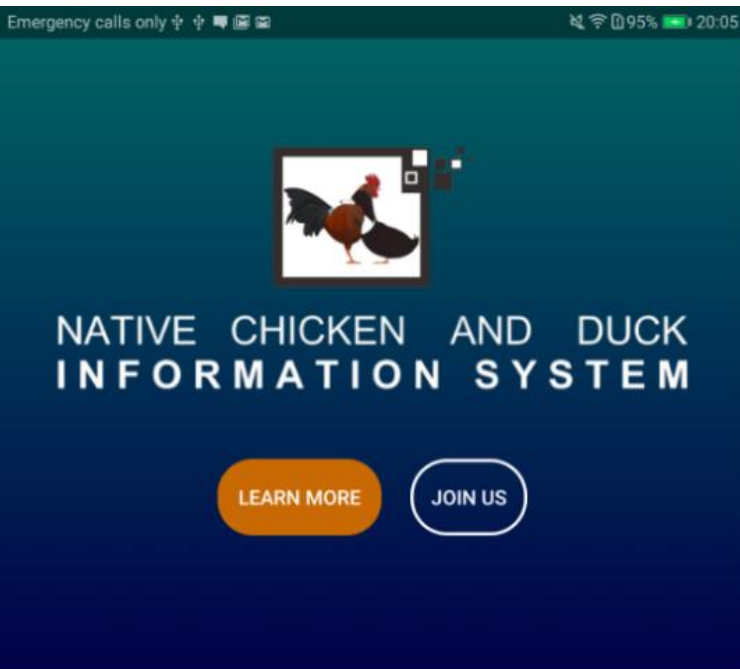 Emergency calls only 95% 20:05
NATIVE CHICKEN AND DUCK
INFORMATION SYSTEM
LEARN MORE JOIN US